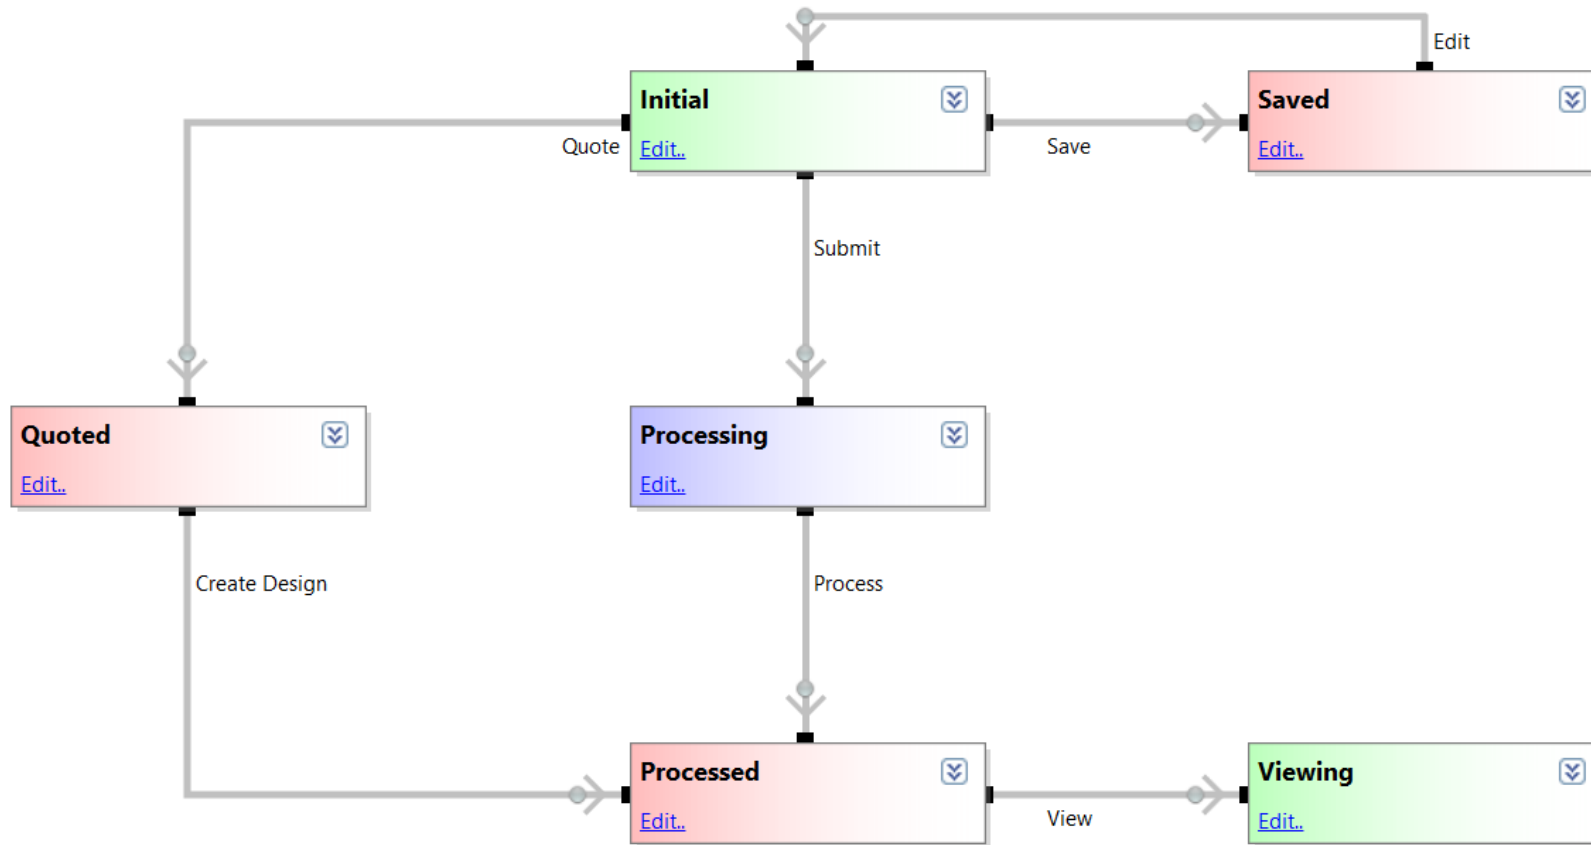 Edit
Initial
Saved
Quote
Edit..
Save
Edit..
Submit
Quoted
Processing
Edit..
Edit..
Create Design
Process
Processed
Viewing
Edit..
View
Edit..